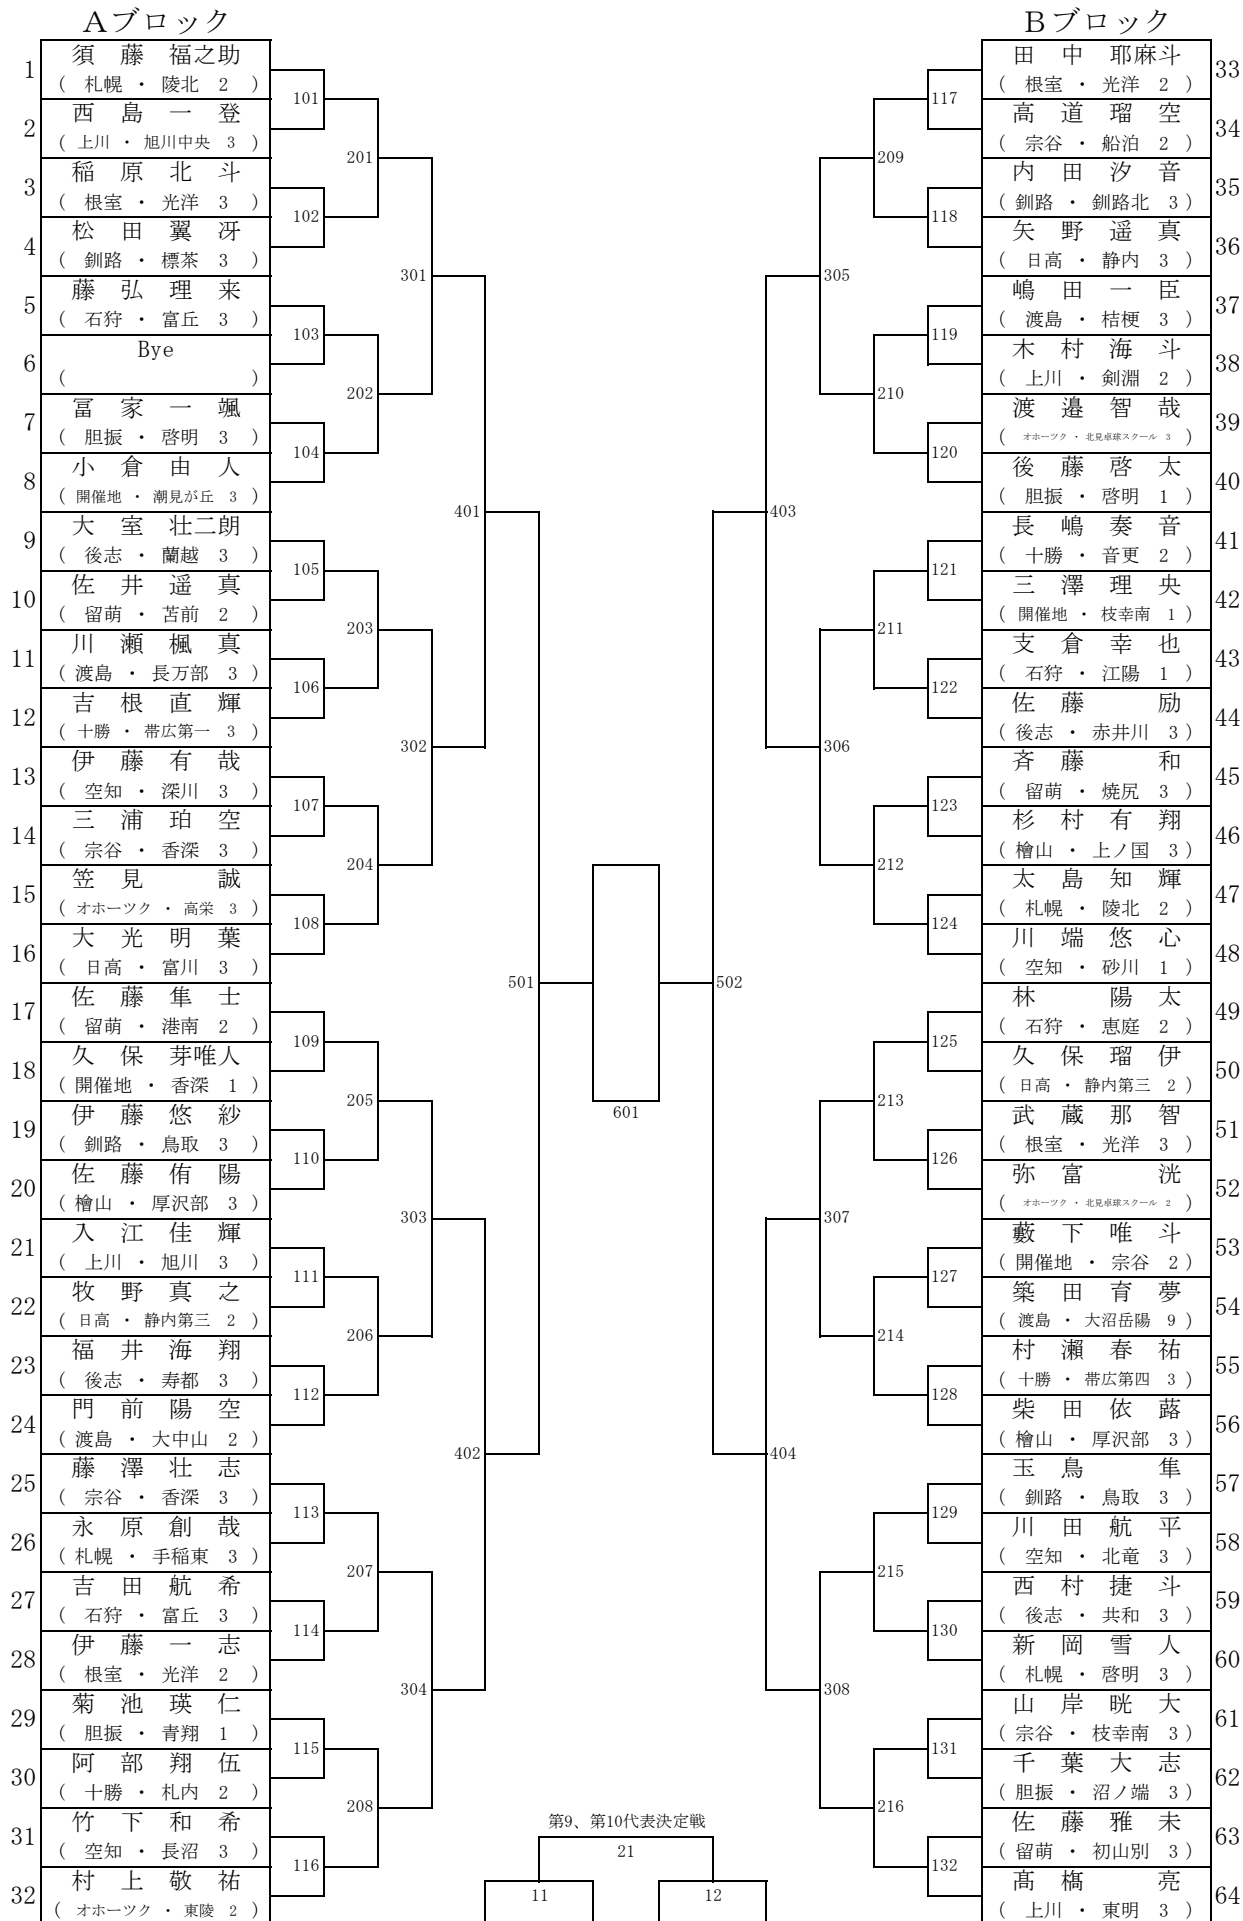 Aブロック
1
須藤福之助
( 札幌 ・ 陵北 2 )
2
西島一登
( 上川 ・ 旭川中央 3 )
3
稲原北斗
( 根室 ・ 光洋 3 )
4
松田翼冴
( 釧路 ・ 標茶 3 )
5
藤弘理来
( 石狩 ・ 富丘 3 )
6
Bye
( )
7
冨家一颯
( 胆振 ・ 啓明 3 )
8
小倉由人
( 開催地 ・ 潮見が丘 3 )
9
大室壮二朗
( 後志 ・ 蘭越 3 )
10
佐井遥真
( 留萌 ・ 苫前 2 )
11
川瀬楓真
( 渡島 ・ 長万部 3 )
12
吉根直輝
( 十勝 ・ 帯広第一 3 )
13
伊藤有哉
( 空知 ・ 深川 3 )
14
三浦珀空
( 宗谷 ・ 香深 3 )
15
笠見誠
( オホーツク ・ 高栄 3 )
16
大光明葉
( 日高 ・ 富川 3 )
17
佐藤隼士
( 留萌 ・ 港南 2 )
18
久保芽唯人
( 開催地 ・ 香深 1 )
19
伊藤悠紗
( 釧路 ・ 鳥取 3 )
20
佐藤侑陽
( 檜山 ・ 厚沢部 3 )
21
入江佳輝
( 上川 ・ 旭川 3 )
22
牧野真之
( 日高 ・ 静内第三 2 )
23
福井海翔
( 後志 ・ 寿都 3 )
24
門前陽空
( 渡島 ・ 大中山 2 )
25
藤澤壮志
( 宗谷 ・ 香深 3 )
26
永原創哉
( 札幌 ・ 手稲東 3 )
27
吉田航希
( 石狩 ・ 富丘 3 )
28
伊藤一志
( 根室 ・ 光洋 2 )
29
菊池瑛仁
( 胆振 ・ 青翔 1 )
30
阿部翔伍
( 十勝 ・ 札内 2 )
31
竹下和希
( 空知 ・ 長沼 3 )
32
村上敬祐
( オホーツク ・ 東陵 2 )
101
102
103
104
105
106
107
108
109
110
111
112
113
114
115
116
201
202
203
204
205
206
207
208
301
302
303
304
401
402
501
601
第9、第10代表決定戦
21
11
12
502
403
404
305
306
307
308
209
210
211
212
213
214
215
216
117
118
119
120
121
122
123
124
125
126
127
128
129
130
131
132
Bブロック
田中耶麻斗
( 根室 ・ 光洋 2 )
33
高道瑠空
( 宗谷 ・ 船泊 2 )
34
内田汐音
( 釧路 ・ 釧路北 3 )
35
矢野遥真
( 日高 ・ 静内 3 )
36
嶋田一臣
( 渡島 ・ 桔梗 3 )
37
木村海斗
( 上川 ・ 剣淵 2 )
38
渡邉智哉
( オホーツク ・ 北見卓球スクール 3 )
39
後藤啓太
( 胆振 ・ 啓明 1 )
40
長嶋奏音
( 十勝 ・ 音更 2 )
41
三澤理央
( 開催地 ・ 枝幸南 1 )
42
支倉幸也
( 石狩 ・ 江陽 1 )
43
佐藤励
( 後志 ・ 赤井川 3 )
44
斉藤和
( 留萌 ・ 焼尻 3 )
45
杉村有翔
( 檜山 ・ 上ノ国 3 )
46
太島知輝
( 札幌 ・ 陵北 2 )
47
川端悠心
( 空知 ・ 砂川 1 )
48
林陽太
( 石狩 ・ 恵庭 2 )
49
久保瑠伊
( 日高 ・ 静内第三 2 )
50
武蔵那智
( 根室 ・ 光洋 3 )
51
弥富洸
( オホーツク ・ 北見卓球スクール 2 )
52
藪下唯斗
( 開催地 ・ 宗谷 2 )
53
築田育夢
( 渡島 ・ 大沼岳陽 9 )
54
村瀬春祐
( 十勝 ・ 帯広第四 3 )
55
柴田依蕗
( 檜山 ・ 厚沢部 3 )
56
玉鳥隼
( 釧路 ・ 鳥取 3 )
57
川田航平
( 空知 ・ 北竜 3 )
58
西村捷斗
( 後志 ・ 共和 3 )
59
新岡雪人
( 札幌 ・ 啓明 3 )
60
山岸晄大
( 宗谷 ・ 枝幸南 3 )
61
千葉大志
( 胆振 ・ 沼ノ端 3 )
62
佐藤雅未
( 留萌 ・ 初山別 3 )
63
髙橋亮
( 上川 ・ 東明 3 )
64